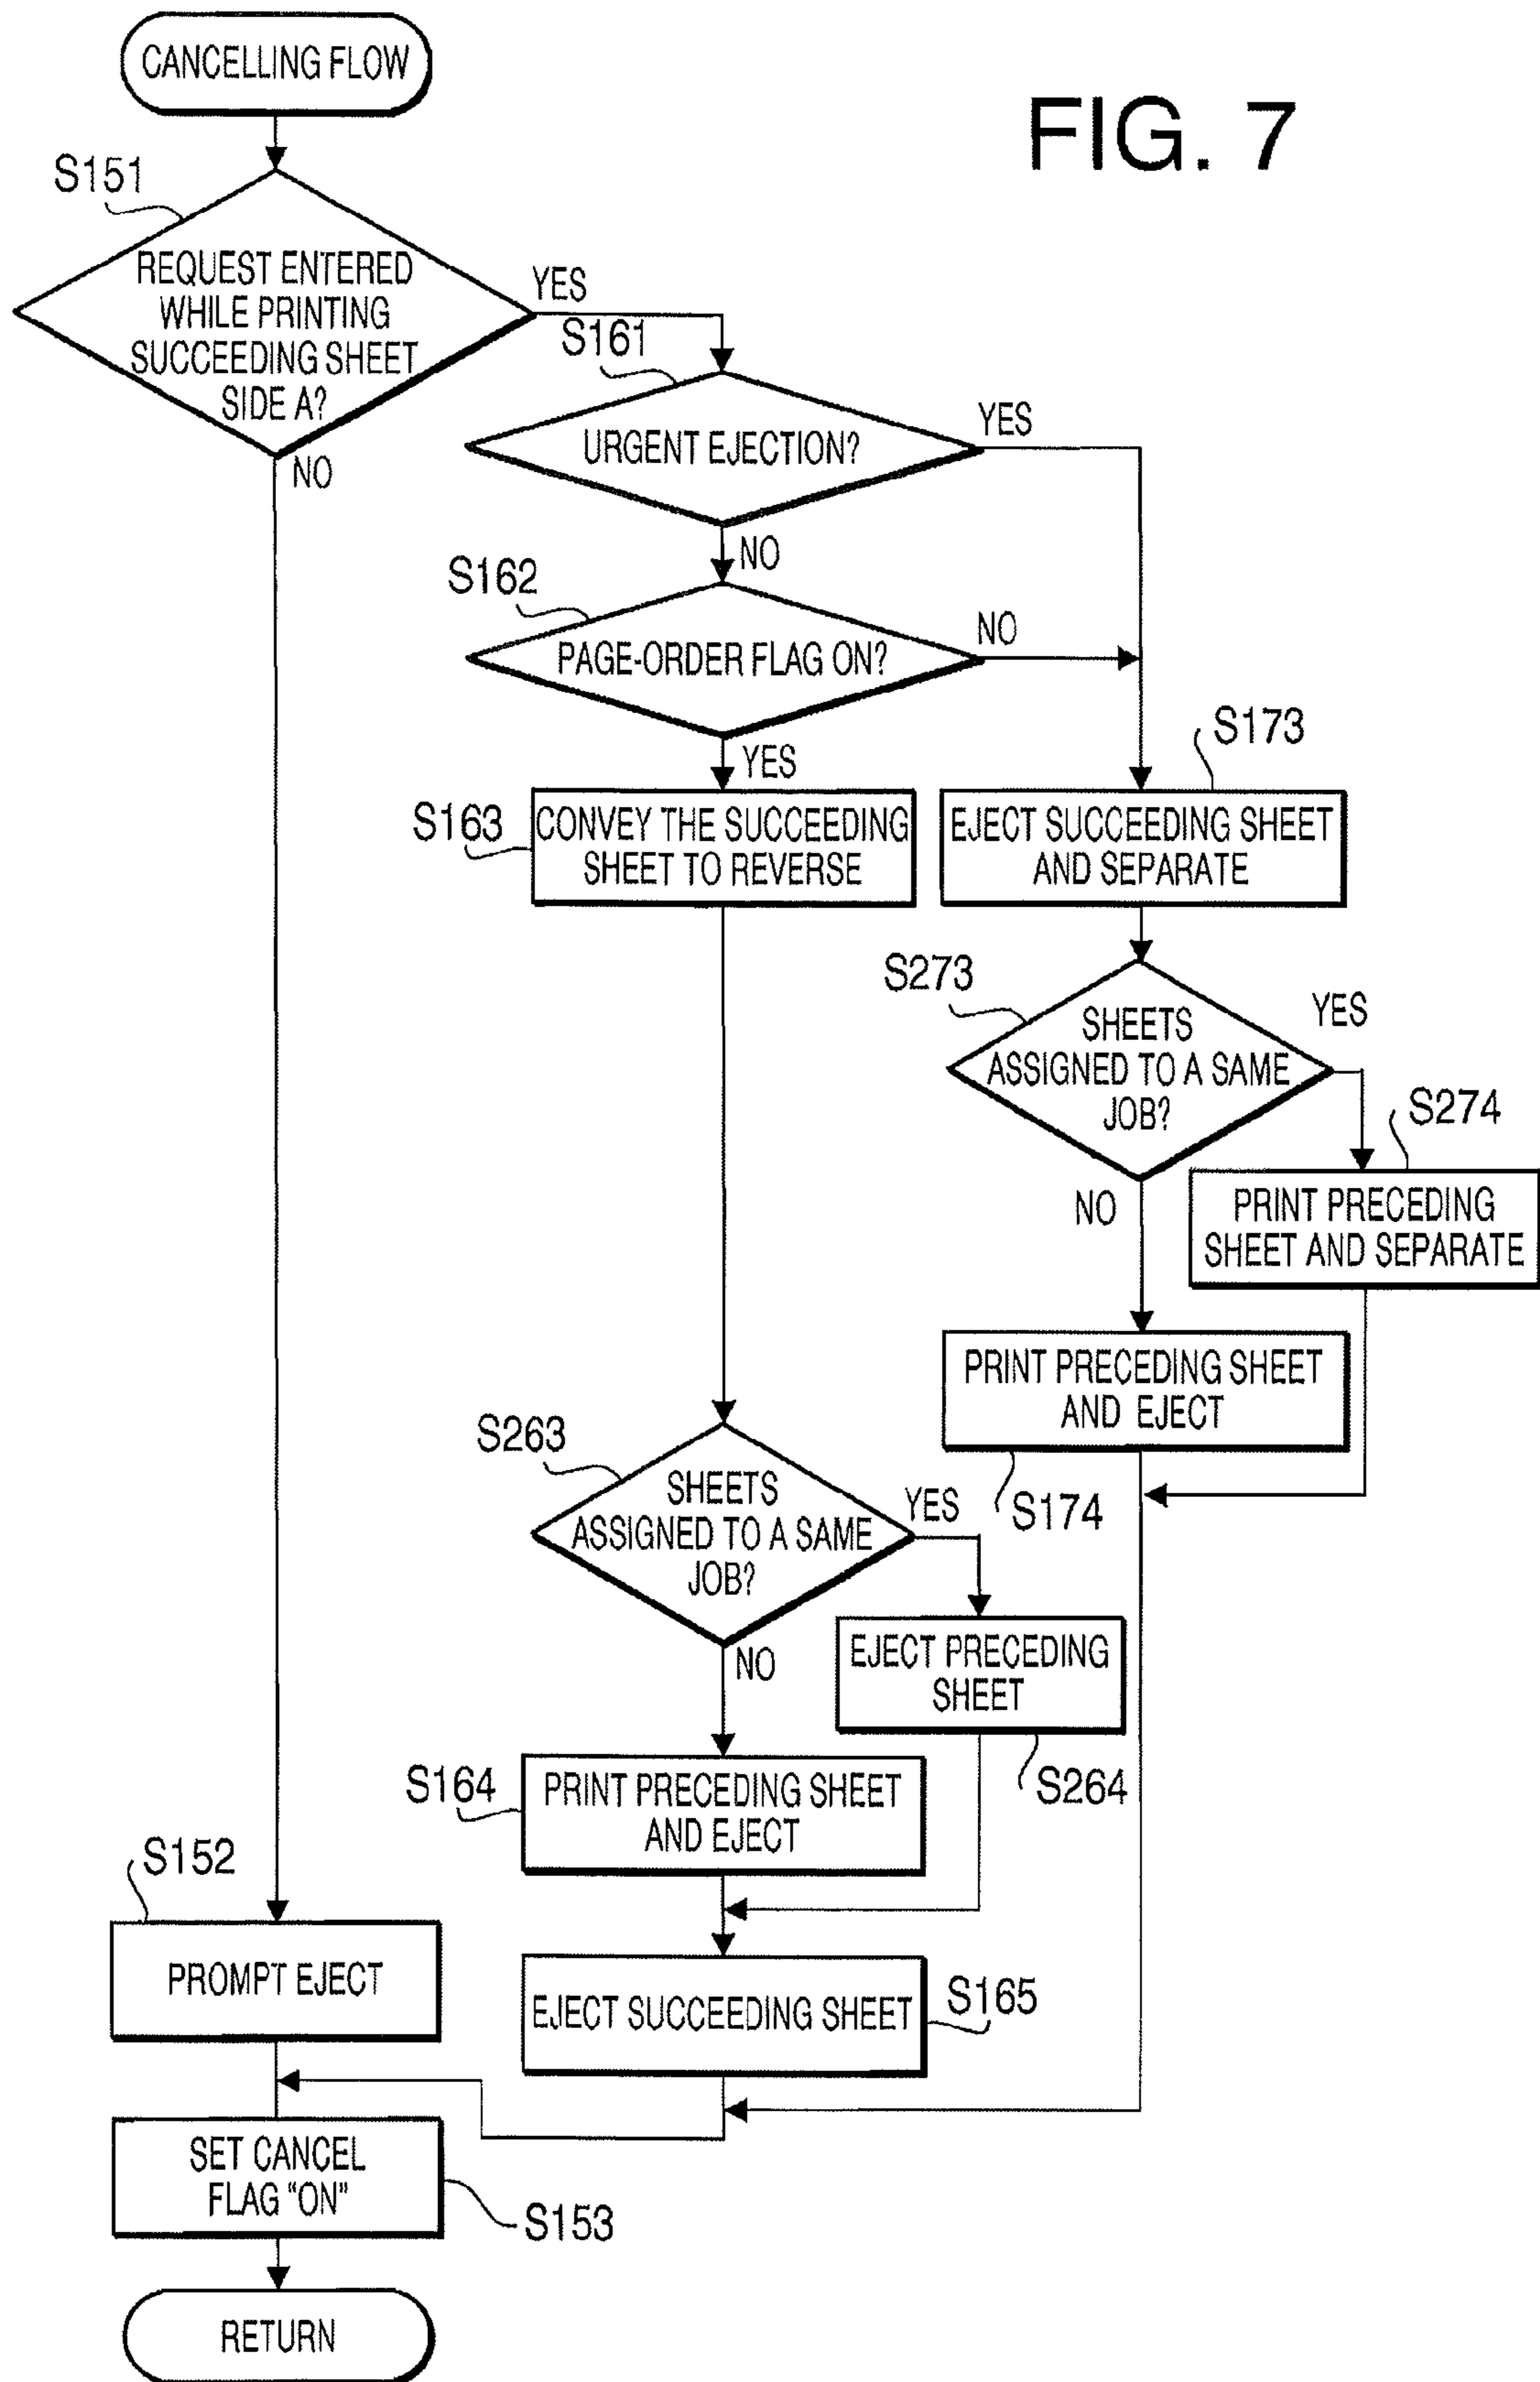 CANCELLING FLOW
FIG. 7
S151
REQUEST ENTERED
WHILE PRINTING
SUCCEEDING SHEET
SIDE A?
YES
NO
S161
URGENT EJECTION?
YES
NO
S162
PAGE-ORDER FLAG ON?
NO
YES
S163
CONVEY THE SUCCEEDING
SHEET TO REVERSE
S173
EJECT SUCCEEDING SHEET
AND SEPARATE
S273
SHEETS
ASSIGNED TO A SAME
JOB?
YES
NO
S274
PRINT PRECEDING
SHEET AND SEPARATE
PRINT PRECEDING SHEET
AND EJECT
S174
S263
SHEETS
ASSIGNED TO A SAME
JOB?
YES
NO
EJECT PRECEDING
SHEET
S264
S164
PRINT PRECEDING SHEET
AND EJECT
S152
PROMPT EJECT
EJECT SUCCEEDING SHEET
S165
SET CANCEL
FLAG “ON”
S153
RETURN